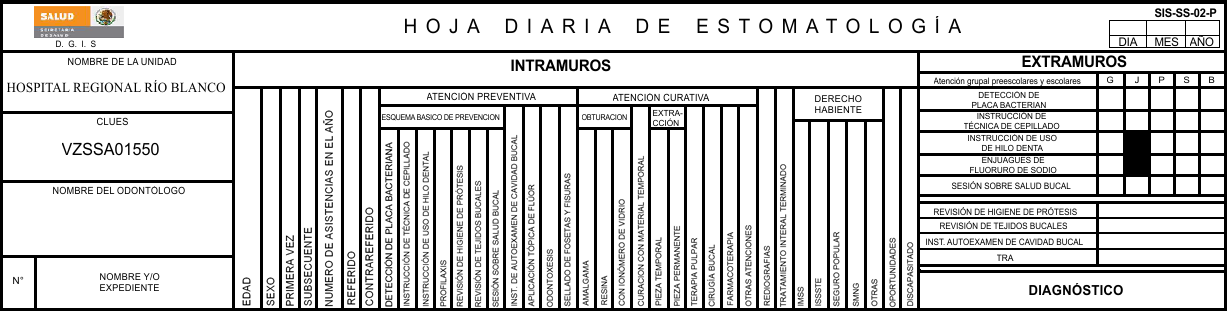 SALUD
SECRETARÍA
DE SALUD
D. G. I. S
HOJA DIARIA DE ESTOMATOLOGÍA
SIS-SS-02-P
DIA MES AÑO
NOMBRE DE LA UNIDAD
HOSPITAL REGIONAL RÍO BLANCO
CLUES
VZSSA01550
NOMBRE DEL ODONTÓLOGO
N°
NOMBRE Y/O
EXPEDIENTE
INTRAMUROS
EDAD
SEXO
PRIMERA VEZ
SUBSECUENTE
NUMERO DE ASISTENCIAS EN EL AÑO
REFERIDO
CONTRAREFERIDO
ATENCION PREVENTIVA
ESQUEMA BASICO DE PREVENCION
DETECCION DE PLACA BACTERIANA
INSTRUCCIÓN DE TÉCNICA DE CEPILLADO
INSTRUCCIÓN DE USO DE HILO DENTAL
PROFILAXIS
REVISIÓN DE HIGIENE DE PRÓTESIS
REVISIÓN DE TEJIDOS BUCALES
SESIÓN SOBRE SALUD BUCAL
INST. DE AUTOEXAMEN DE CAVIDAD BUCAL
APLICACIÓN TÓPICA DE FLÚOR
ODONTOXESIS
SELLADO DE FOSETAS Y FISURAS
ATENCIÓN CURATIVA
OBTURACION
AMALGAMA
RESINA
CON IONÓMERO DE VIDRIO
CURACION CON MATERIAL TEMPORAL
EXTRA-
CCIÓN
PIEZA TEMPORAL
PIEZA PERMANENTE
TERAPIA PULPAR
CIRUGÍA BUCAL
FARMACOTERAPIA
OTRAS ATENCIONES
REDIOGRAFIAS
TRATAMIENTO INTERAL TERMINADO
DERECHO
HABIENTE
IMSS
ISSSTE
SEGURO POPULAR
SMNG
OTRAS
OPORTUNIDADES
DISCAPASITADO
EXTRAMUROS
Atención grupal preescolares y escolares G J P S B
DETECCIÓN DE
PLACA BACTERIAN
INSTRUCCIÓN DE
TÉCNICA DE CEPILLADO
INSTRUCCIÓN DE USO
DE HILO DENTA
ENJUAGUES DE
FLUORURO DE SODIO
SESIÓN SOBRE SALUD BUCAL
REVISIÓN DE HIGIENE DE PRÓTESIS
REVISIÓN DE TEJIDOS BUCALES
INST. AUTOEXAMEN DE CAVIDAD BUCAL
TRA
DIAGNÓSTICO